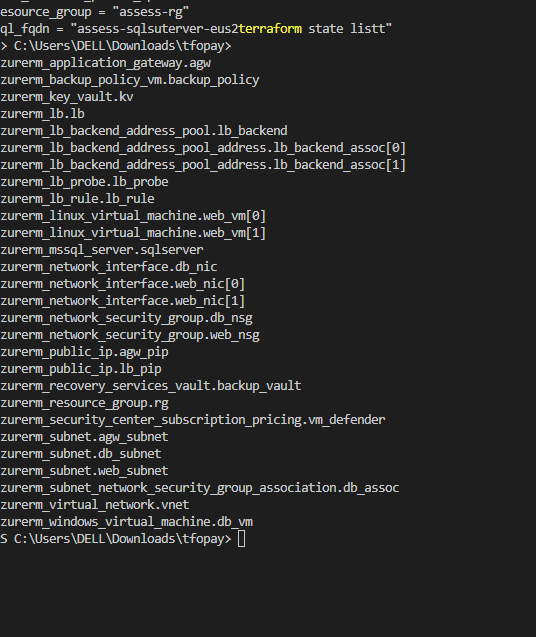 esource_group = "assess-rg"
ql_fqdn = "assess-sqlsuterver-eus2terraform state listt"
> C:\Users\DELL\Downloads\tfopay>
zurerm_application_gateway.agw
zurerm_backup_policy_vm.backup_policy
zurerm_key_vault.kv
zurerm_lb.lb
zurerm_lb_backend_address_pool.lb_backend
zurerm_lb_backend_address_pool_address.lb_backend_assoc[0]
zurerm_lb_backend_address_pool_address.lb_backend_assoc[1]
zurerm_lb_probe.lb_probe
zurerm_lb_rule.lb_rule
zurerm_linux_virtual_machine.web_vm[0]
zurerm_linux_virtual_machine.web_vm[1]
zurerm_mssql_server.sqlserver
zurerm_network_interface.db_nic
zurerm_network_interface.web_nic[0]
zurerm_network_interface.web_nic[1]
zurerm_network_security_group.db_nsg
zurerm_network_security_group.web_nsg
zurerm_public_ip.agw_pip
zurerm_public_ip.lb_pip
zurerm_recovery_services_vault.backup_vault
zurerm_resource_group.rg
zurerm_security_center_subscription_pricing.vm_defender
zurerm_subnet.agw_subnet
zurerm_subnet.db_subnet
zurerm_subnet.web_subnet
zurerm_subnet_network_security_group_association.db_assoc
zurerm_virtual_network.vnet
zurerm_windows_virtual_machine.db_vm
S C:\Users\DELL\Downloads\tfopay>